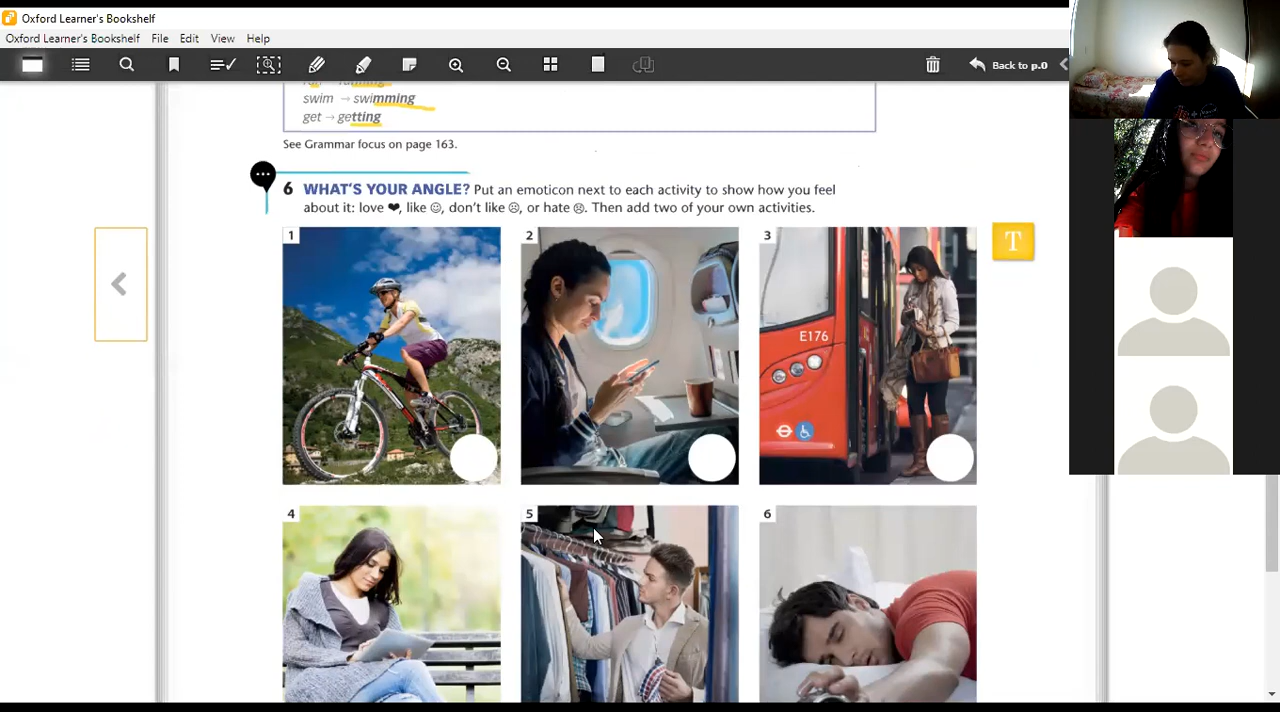 Oxford Learner's Bookshelf
Oxford Learner's Bookshelf File Edit View Help
Back to p.0
swim → swimming
get → getting
See Grammar focus on page 163.
6 WHAT'S YOUR ANGLE? Put an emoticon next to each activity to show how you feel
about it: love ❤, like ☺, don't like ☹, or hate ☹. Then add two of your own activities.
1
2
3
T
E176
4
5
6